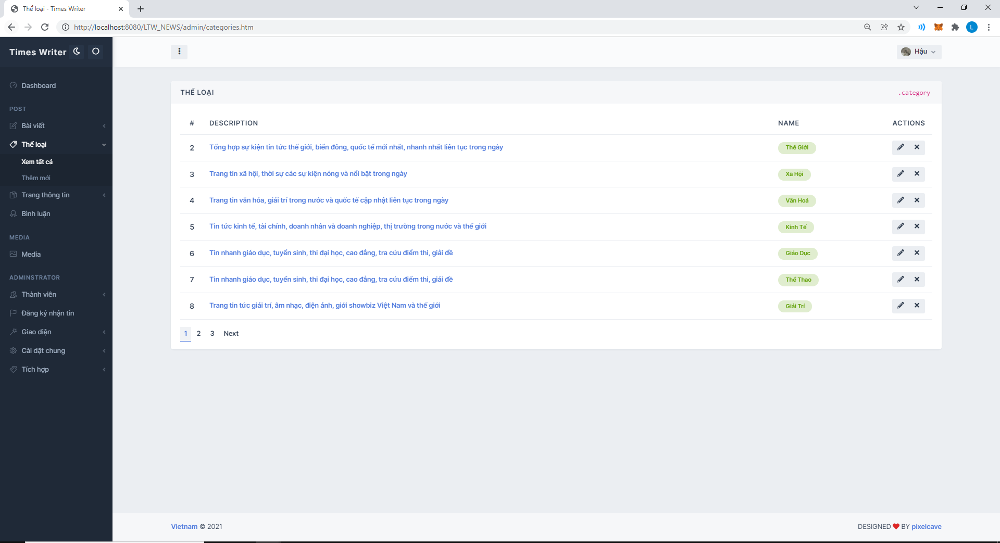 Thể loại - Times Writer
http://localhost:8080/LTW_NEWS/admin/categories.htm
L
Times Writer
Hậu
Dashboard
POST
Bài viết
Thể loại
Xem tất cả
Thêm mới
Trang thông tin
Bình luận
MEDIA
Media
ADMINSTRATOR
Thành viên
Đăng ký nhận tin
Giao diện
Cài đặt chung
Tích hợp
THỂ LOẠI .category
# DESCRIPTION NAME ACTIONS
2 Tổng hợp sự kiện tin tức thế giới, biển đông, quốc tế mới nhất, nhanh nhất liên tục trong ngày Thế Giới
3 Trang tin xã hội, thời sự các sự kiện nóng và nổi bật trong ngày Xã Hội
4 Trang tin văn hóa, giải trí trong nước và quốc tế cập nhật liên tục trong ngày Văn Hoá
5 Tin tức kinh tế, tài chính, doanh nhân và doanh nghiệp, thị trường trong nước và thế giới Kinh Tế
6 Tin nhanh giáo dục, tuyển sinh, thi đại học, cao đẳng, tra cứu điểm thi, giải đề Giáo Dục
7 Tin nhanh giáo dục, tuyển sinh, thi đại học, cao đẳng, tra cứu điểm thi, giải đề Thể Thao
8 Trang tin tức giải trí, âm nhạc, điện ảnh, giới showbiz Việt Nam và thế giới Giải Trí
1 2 3 Next
Vietnam © 2021
DESIGNED ❤ BY pixelcave